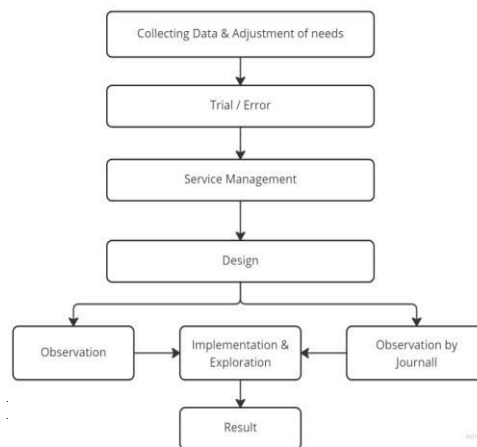 Collecting Data & Adjustment of needs
Trial / Error
Service Management
Design
Observation
Implementation &
Exploration
Observation by
Journall
Result